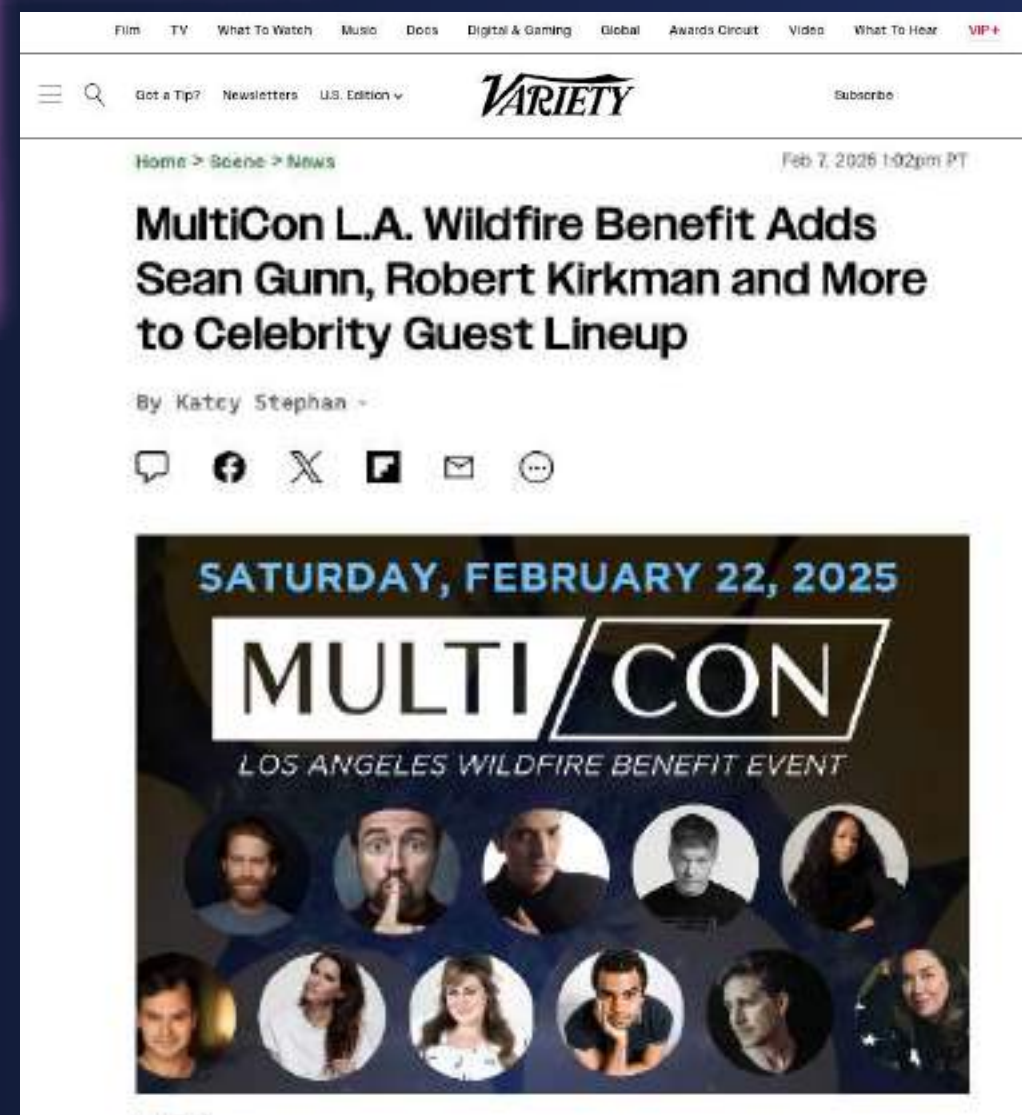 Film TV What To Watch Music Docs Digital & Gaming Global Awards Circuit Video What To Hear VIP+
Got a Tip? Newsletters U.S. Edition VARIETY Subscribe
Home > Scene > News Feb 7, 2025 1:02pm PT
MultiCon L.A. Wildfire Benefit Adds
Sean Gunn, Robert Kirkman and More
to Celebrity Guest Lineup
By Katcy Stephan
SATURDAY, FEBRUARY 22, 2025
MULTI CON
LOS ANGELES WILDFIRE BENEFIT EVENT